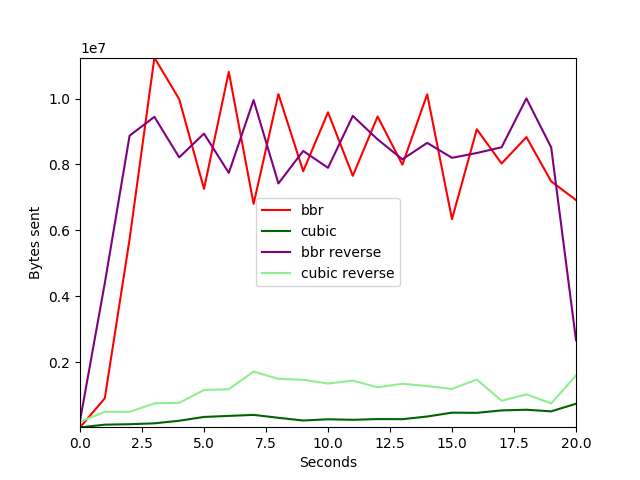 1e7
1.0
0.8
0.6
0.4
0.2
Bytes sent
bbr
cubic
bbr reverse
cubic reverse
0.0 2.5 5.0 7.5 10.0 12.5 15.0 17.5 20.0
Seconds